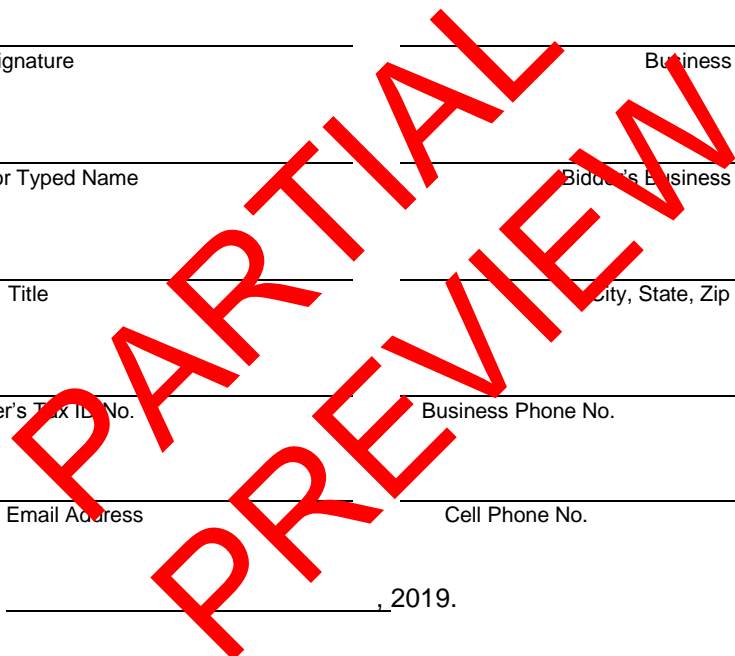 ignature Business
or Typed Name Bidder's Business
Title City, State, Zip
er's Tax ID No. Business Phone No.
Email Address Cell Phone No.
, 2019.
PARTIAL
PREVIEW